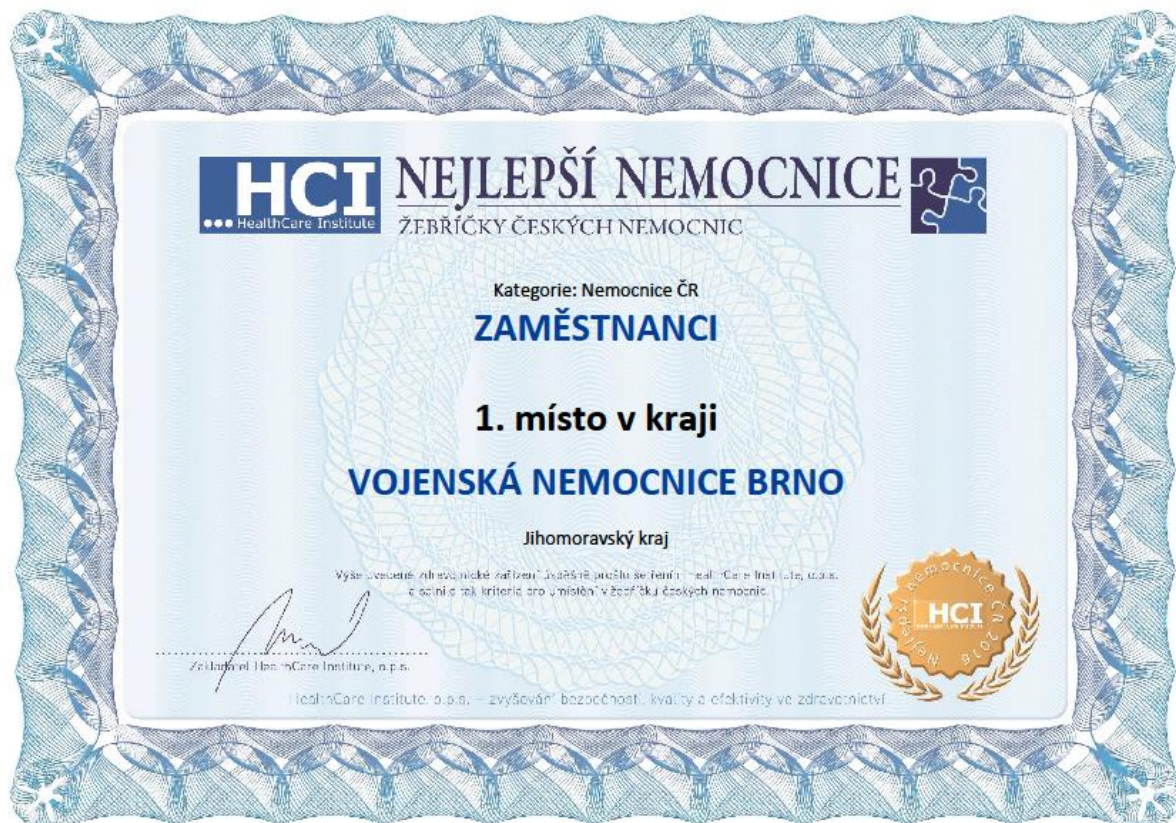 HCI
HealthCare Institute
NEJLEPŠÍ NEMOCNICE
ŽEBŘÍČKY ČESKÝCH NEMOCNIC
Kategorie: Nemocnice ČR
ZAMĚSTNANCI
1. místo v kraji
VOJENSKÁ NEMOCNICE BRNO
Jihomoravský kraj
Výše uvedené zdravotnické zařízení úspěšně prošlo šetřením HealthCare Institute, o.p.s.
a splnilo tak kritéria pro umístění v žebříčku českých nemocnic.
Zakladatel HealthCare Institute, o.p.s.
HealthCare Institute, o.p.s. – zvyšování bezpečnosti, kvality a efektivity ve zdravotnictví
Nejlepší nemocnice ČR 2016
HCI